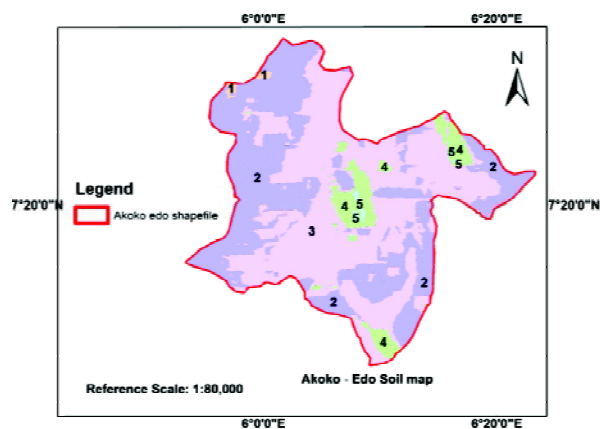 6°0'0"E 6°20'0"E
N
1
1
4
5 4
5
2
2
Legend
7°20'0"N
Akoko edo shapefile
4 5
5
7°20'0"N
3
2
2
4
Akoko - Edo Soil map
Reference Scale: 1:80,000
6°0'0"E 6°20'0"E